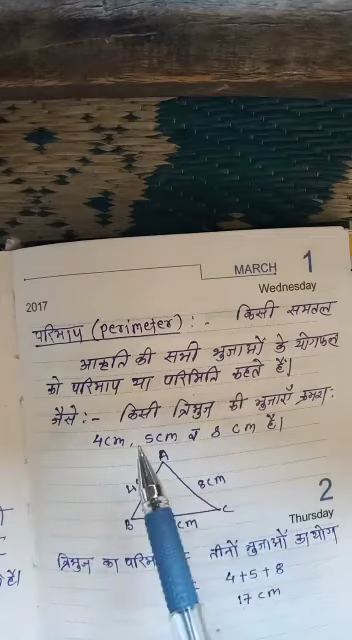 MARCH 1
Wednesday
2017
परिमाप (perimeter) :- किसी समतल
आकृति की सभी भुजाओं के योगफल
को परिमाप या परिमिति कहते हैं।
जैसे:- किसी त्रिभुज की भुजाएँ क्रमश:
4cm, 5cm व 8 cm है।
A
8cm
B C
cm
2
Thursday
त्रिभुज का तीनों भुजाओं का योग
4+5+8
17 cm
हैं।